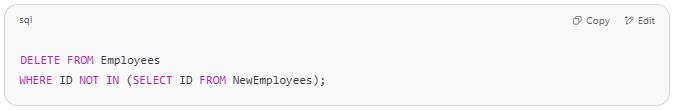 sql
Copy
Edit
DELETE FROM Employees
WHERE ID NOT IN (SELECT ID FROM NewEmployees);